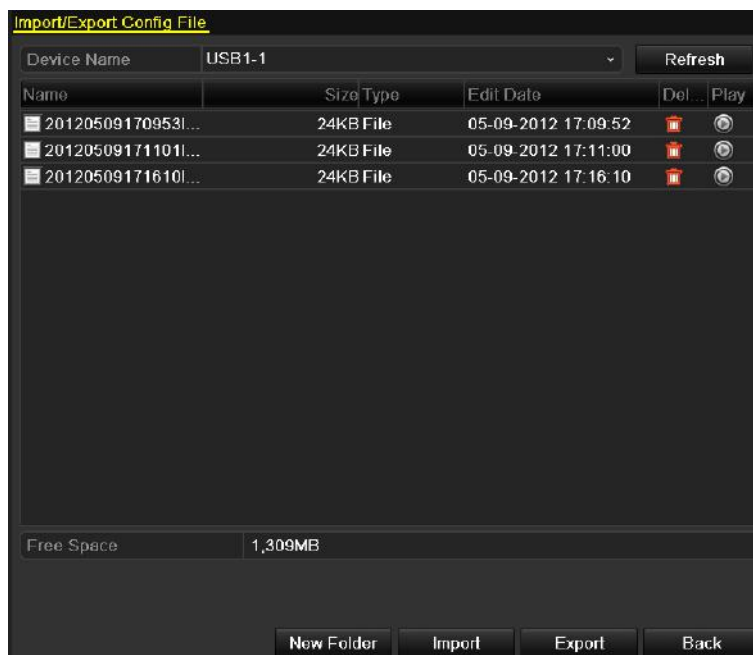 Import/Export Config File
Device Name USB1-1 Refresh
Name Size Type Edit Date Del... Play
20120509170953I... 24KB File 05-09-2012 17:09:52
20120509171101I... 24KB File 05-09-2012 17:11:00
20120509171610I... 24KB File 05-09-2012 17:16:10
Free Space 1,309MB
New Folder Import Export Back